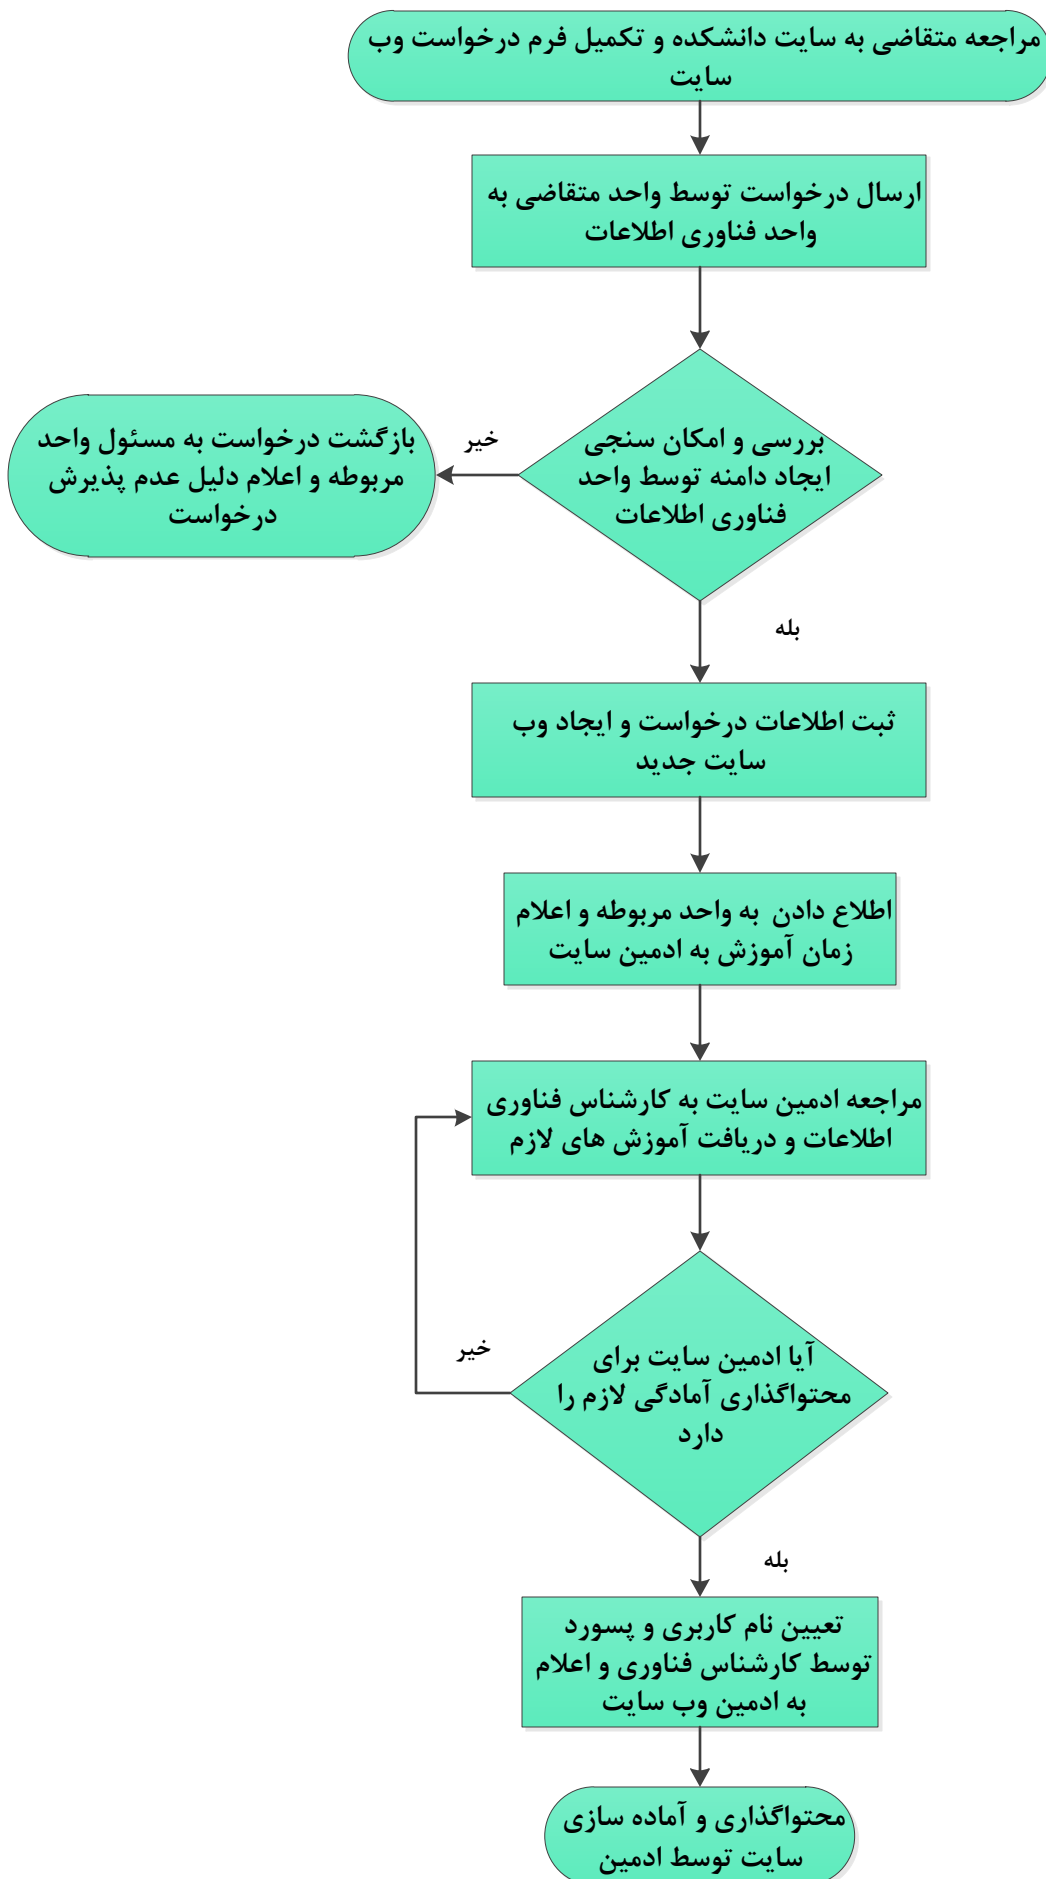 مراجعه متقاضی به سایت دانشکده و تکمیل فرم درخواست وب
سایت
ارسال درخواست توسط واحد متقاضی به
واحد فناوری اطلاعات
بررسی و امکان سنجی
ایجاد دامنه توسط واحد
فناوری اطلاعات
خیر
بازگشت درخواست به مسئول واحد
مربوطه و اعلام دلیل عدم پذیرش
درخواست
بله
ثبت اطلاعات درخواست و ایجاد وب
سایت جدید
اطلاع دادن به واحد مربوطه و اعلام
زمان آموزش به ادمین سایت
مراجعه ادمین سایت به کارشناس فناوری
اطلاعات و دریافت آموزش های لازم
آیا ادمین سایت برای
محتواگذاری آمادگی لازم را
دارد
خیر
بله
تعیین نام کاربری و پسورد
توسط کارشناس فناوری و اعلام
به ادمین وب سایت
محتواگذاری و آماده سازی
سایت توسط ادمین